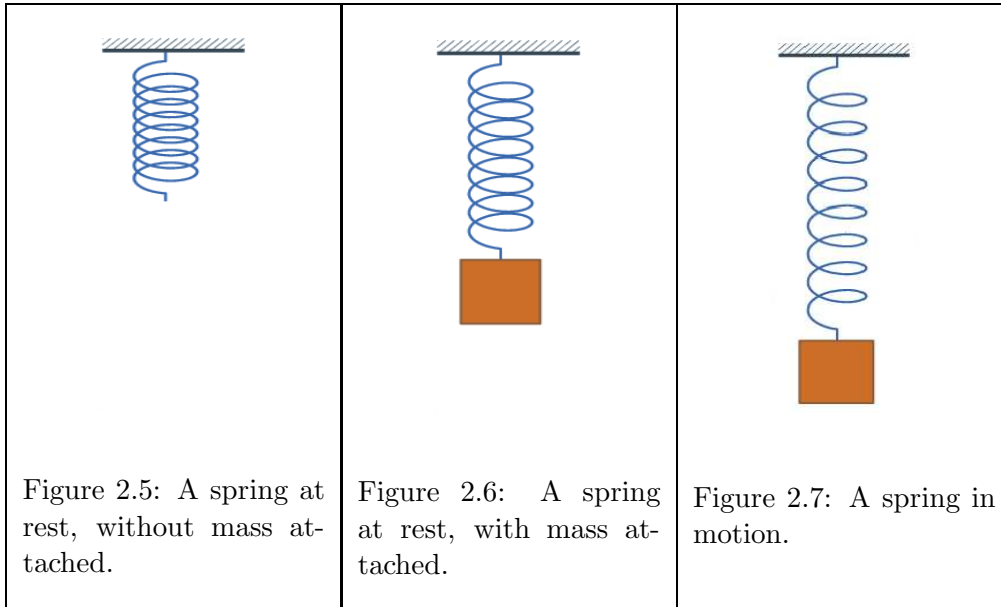 Figure 2.5: A spring at
rest, without mass at-
tached.
Figure 2.6: A spring
at rest, with mass at-
tached.
Figure 2.7: A spring in
motion.